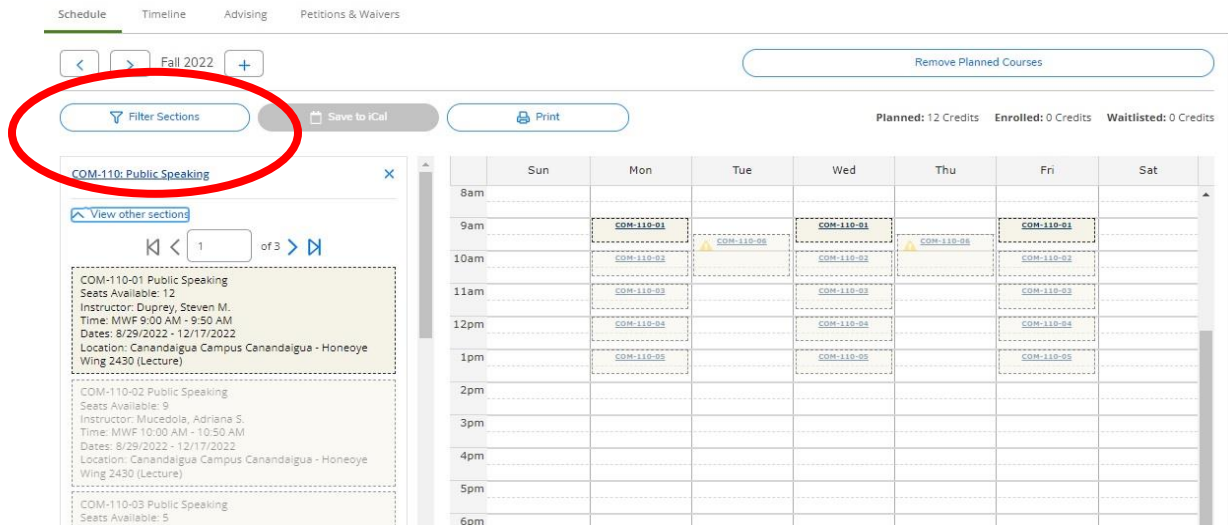 Schedule Timeline Advising Petitions & Waivers
Fall 2022
Remove Planned Courses
Filter Sections Save to iCal Print
Planned: 12 Credits Enrolled: 0 Credits Waitlisted: 0 Credits
COM-110: Public Speaking
View other sections
1 of 3
COM-110-01 Public Speaking
Seats Available: 12
Instructor: Duprey, Steven M.
Time: MWF 9:00 AM - 9:50 AM
Dates: 8/29/2022 - 12/17/2022
Location: Canandaigua Campus Canandaigua - Honeoye
Wing 2430 (Lecture)
COM-110-02 Public Speaking
Seats Available: 9
Instructor: Mucedola, Adriana S.
Time: MWF 10:00 AM - 10:50 AM
Dates: 8/29/2022 - 12/17/2022
Location: Canandaigua Campus Canandaigua - Honeoye
Wing 2430 (Lecture)
COM-110-03 Public Speaking
Seats Available: 5
Sun Mon Tue Wed Thu Fri Sat
8am
9am COM-110-01 COM-110-01 COM-110-01
COM-110-06 COM-110-06
10am COM-110-02 COM-110-02 COM-110-02
11am COM-110-03 COM-110-03 COM-110-03
12pm COM-110-04 COM-110-04 COM-110-04
1pm COM-110-05 COM-110-05 COM-110-05
2pm
3pm
4pm
5pm
6pm